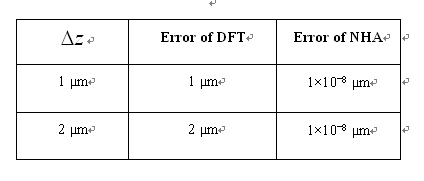 Δz Error of DFT Error of NHA
1 μm 1 μm 1×10⁻⁸ μm
2 μm 2 μm 1×10⁻⁸ μm